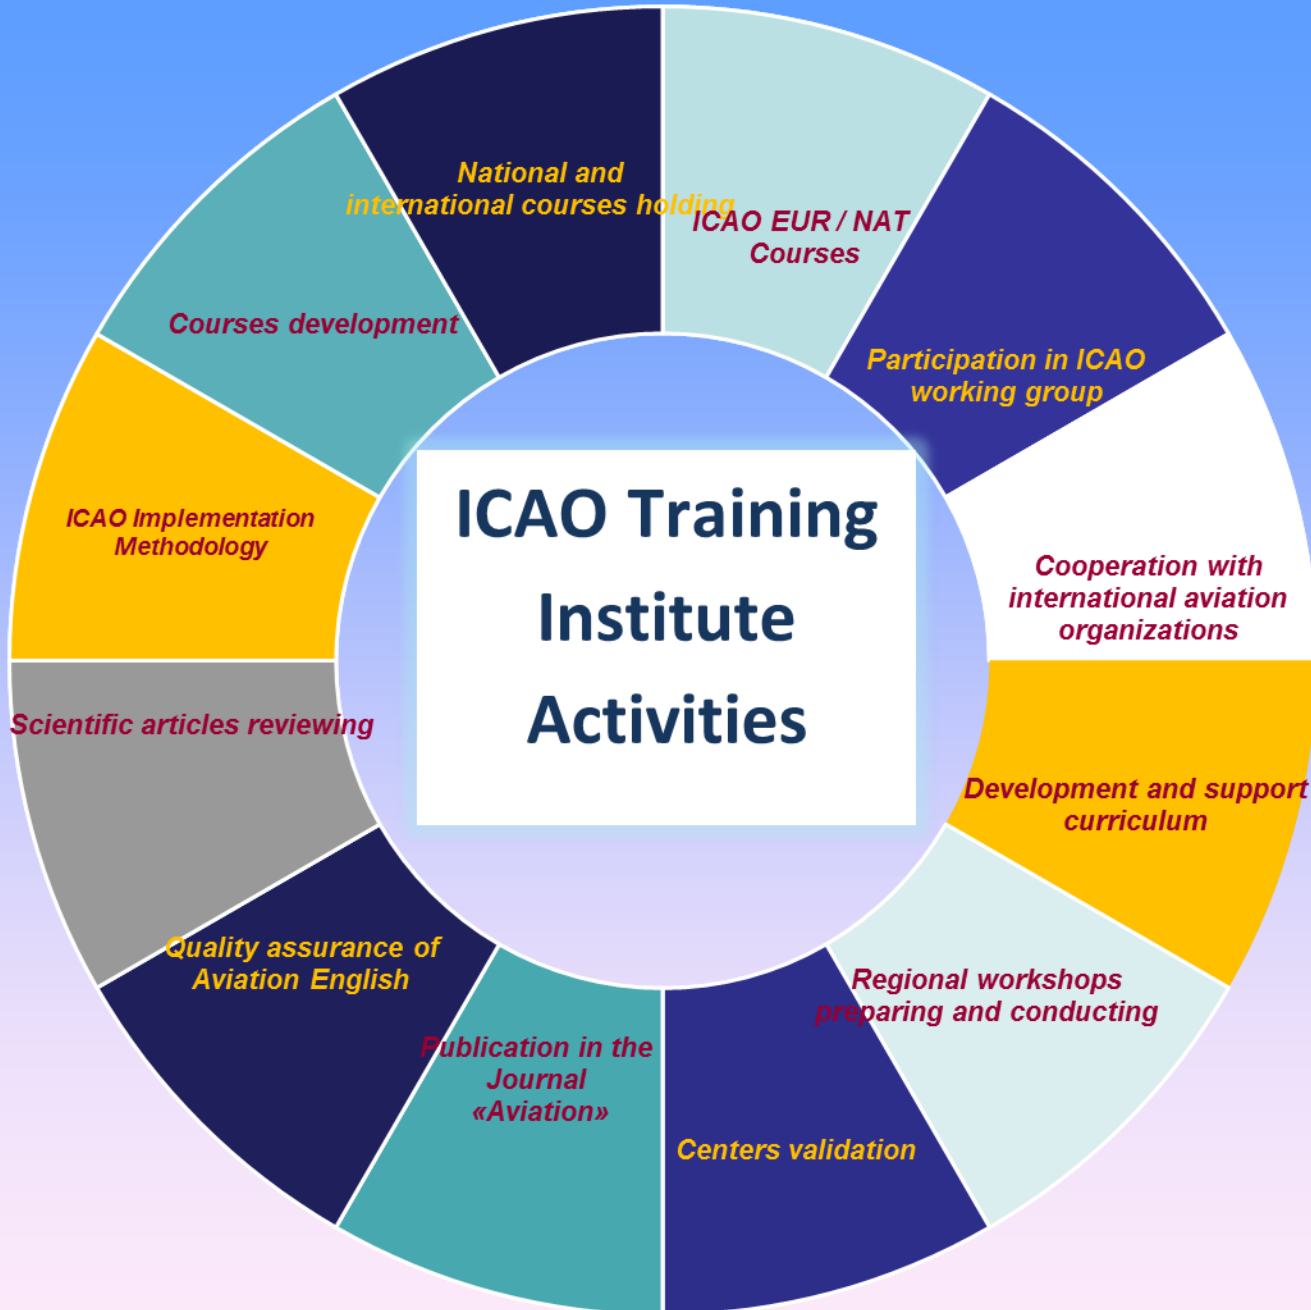 National and
international courses holding
ICAO EUR / NAT
Courses
Participation in ICAO
working group
Cooperation with
international aviation
organizations
Development and support
curriculum
Regional workshops
preparing and conducting
Centers validation
Publication in the
Journal
«Aviation»
Quality assurance of
Aviation English
Scientific articles reviewing
ICAO Implementation
Methodology
Courses development
ICAO Training
Institute
Activities